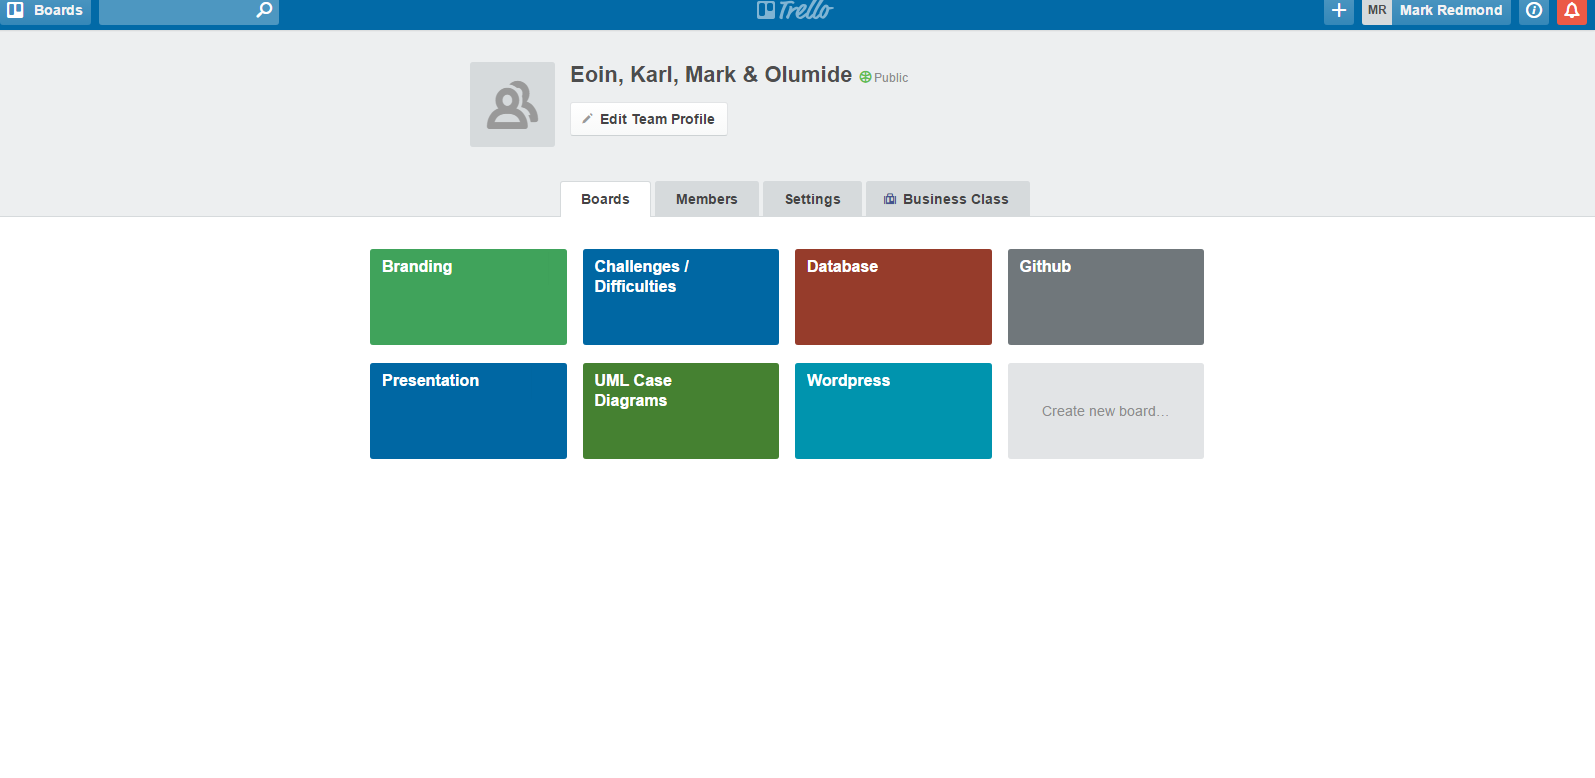 Boards
Trello
MR Mark Redmond
Eoin, Karl, Mark & Olumide Public
Edit Team Profile
Boards Members Settings Business Class
Branding
Challenges /
Difficulties
Database
Github
Presentation
UML Case
Diagrams
Wordpress
Create new board…